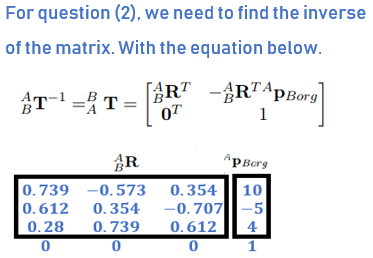 For question (2), we need to find the inverse
of the matrix. With the equation below.
$^{A}_{B}\mathbf{T}^{-1} = ^{B}_{A}\mathbf{T} = \begin{bmatrix} ^{A}_{B}\mathbf{R}^{T} & -^{A}_{B}\mathbf{R}^{T\,A}\mathbf{p}_{Borg} \\ \mathbf{0}^{T} & 1 \end{bmatrix}$
$^{A}_{B}\mathbf{R}$ $^{A}\mathbf{p}_{Borg}$
0.739 −0.573 0.354 10
0.612 0.354 −0.707 −5
0.28 0.739 0.612 4
0 0 0 1